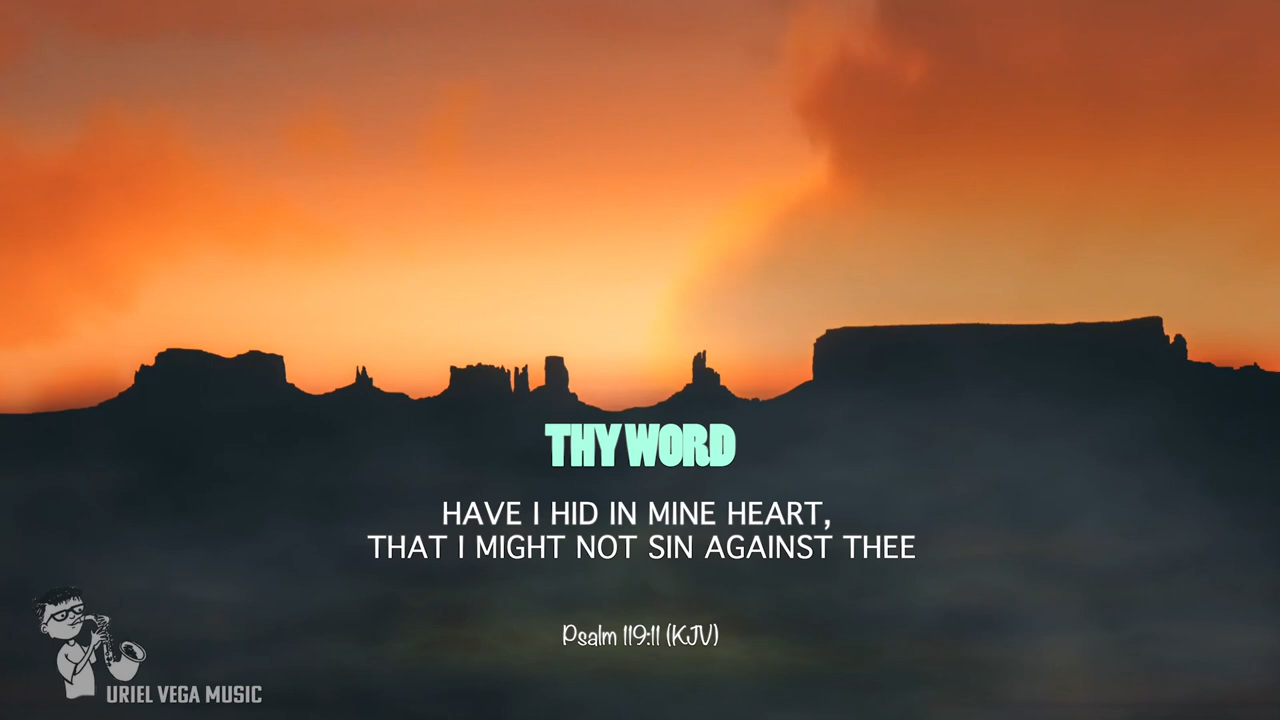 THY WORD
HAVE I HID IN MINE HEART,
THAT I MIGHT NOT SIN AGAINST THEE
Psalm 119:11 (KJV)
URIEL VEGA MUSIC